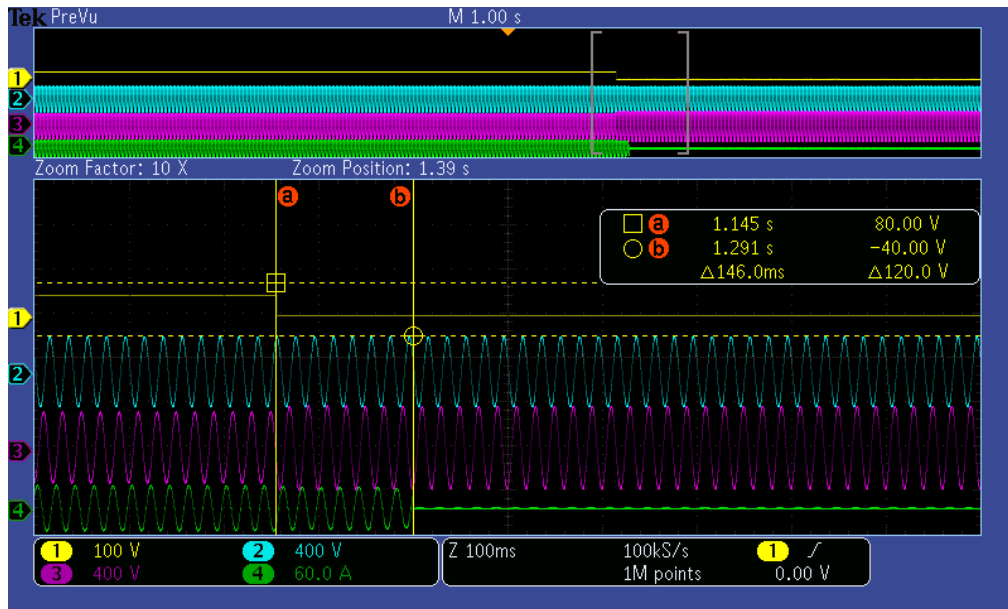 Tek PreVu M 1.00 s
1
2
3
4
Zoom Factor: 10 X Zoom Position: 1.39 s
a b
a 1.145 s 80.00 V
b 1.291 s −40.00 V
Δ146.0ms Δ120.0 V
1
2
3
4
1 100 V 2 400 V Z 100ms 100kS/s 1
3 400 V 4 60.0 A 1M points 0.00 V